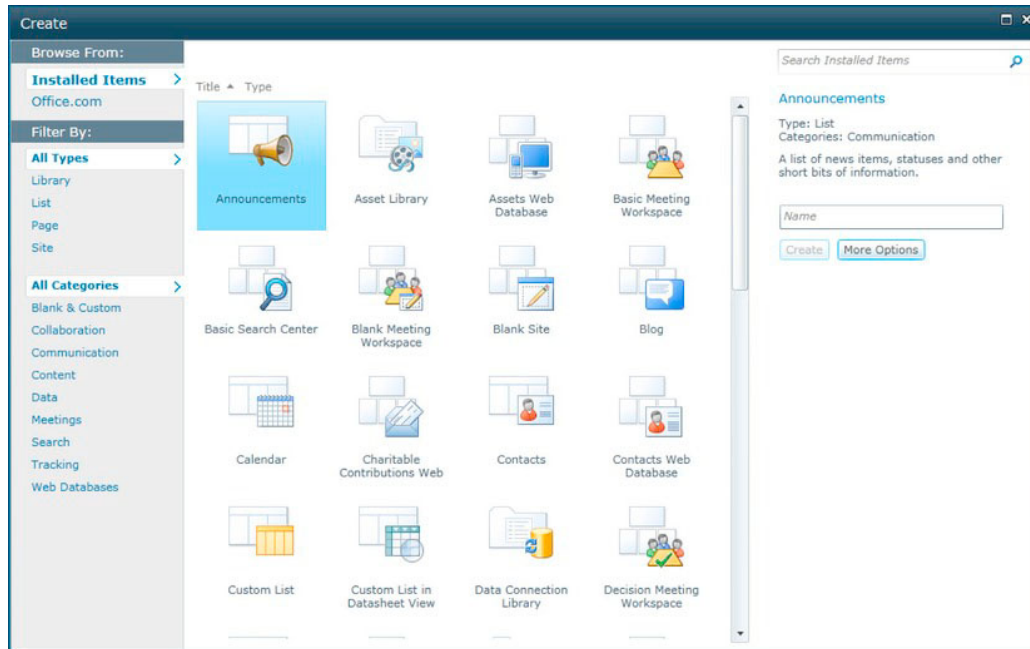 Create
Browse From:
Installed Items
Office.com
Filter By:
All Types
Library
List
Page
Site
All Categories
Blank & Custom
Collaboration
Communication
Content
Data
Meetings
Search
Tracking
Web Databases
Title Type
Announcements
Asset Library
Assets Web
Database
Basic Meeting
Workspace
Basic Search Center
Blank Meeting
Workspace
Blank Site
Blog
Calendar
Charitable
Contributions Web
Contacts
Contacts Web
Database
Custom List
Custom List in
Datasheet View
Data Connection
Library
Decision Meeting
Workspace
Search Installed Items
Announcements
Type: List
Categories: Communication
A list of news items, statuses and other
short bits of information.
Name
Create
More Options